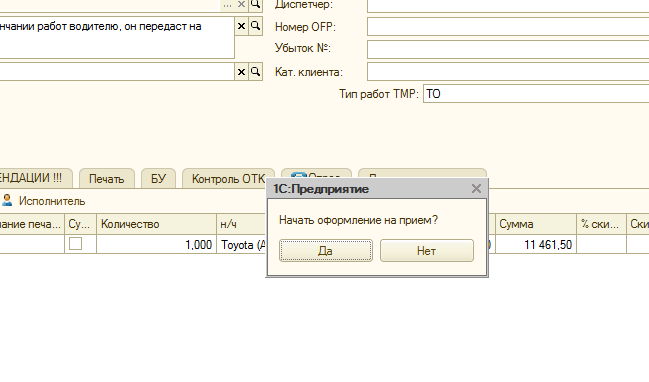 ... Диспетчер:
нчании работ водителю, он передаст на
Номер OFP:
Убыток №:
Кат. клиента:
Тип работ TMP: ТО
ЕНДАЦИИ !!! Печать БУ Контроль ОТК
Исполнитель
1С:Предприятие
Начать оформление на прием?
Да Нет
ание печа... Су... Количество н/ч Сумма % ски... Ски
1,000 Toyota (А 11 461,50